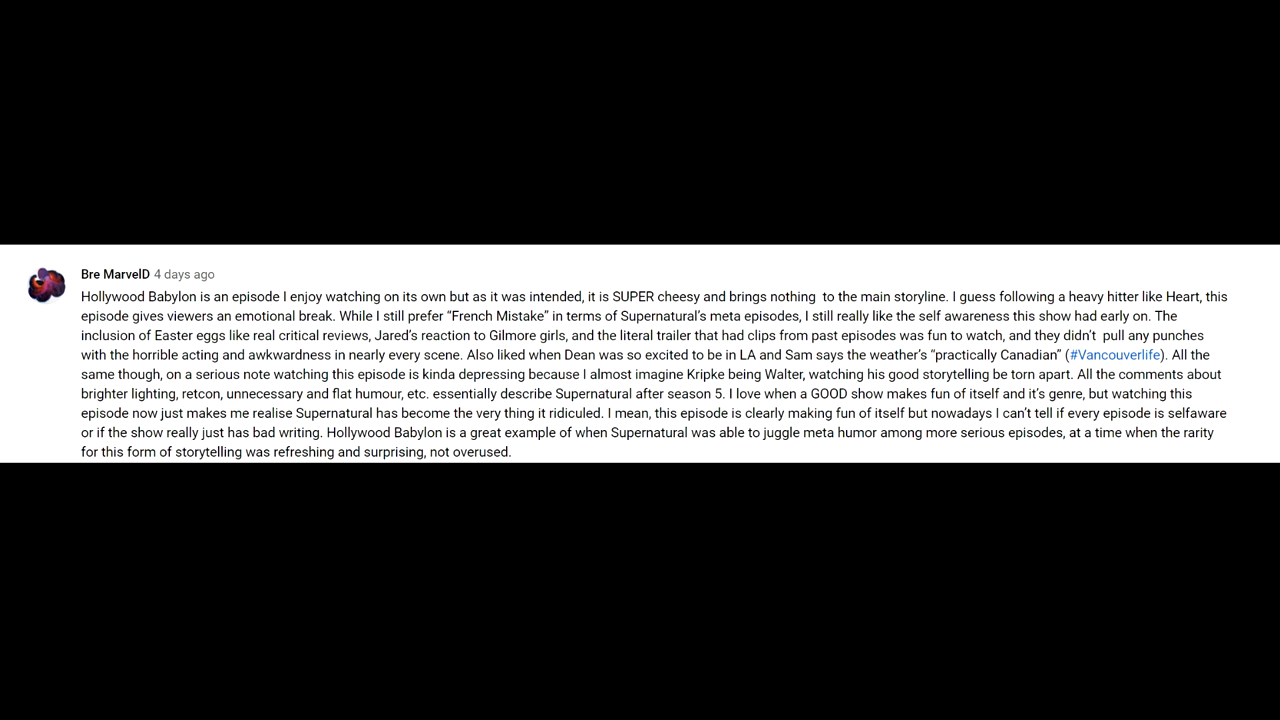 Bre MarvelD 4 days ago
Hollywood Babylon is an episode I enjoy watching on its own but as it was intended, it is SUPER cheesy and brings nothing  to the main storyline. I guess following a heavy hitter like Heart, this
episode gives viewers an emotional break. While I still prefer “French Mistake” in terms of Supernatural’s meta episodes, I still really like the self awareness this show had early on. The
inclusion of Easter eggs like real critical reviews, Jared’s reaction to Gilmore girls, and the literal trailer that had clips from past episodes was fun to watch, and they didn’t  pull any punches
with the horrible acting and awkwardness in nearly every scene. Also liked when Dean was so excited to be in LA and Sam says the weather’s “practically Canadian” (#Vancouverlife). All the
same though, on a serious note watching this episode is kinda depressing because I almost imagine Kripke being Walter, watching his good storytelling be torn apart. All the comments about
brighter lighting, retcon, unnecessary and flat humour, etc. essentially describe Supernatural after season 5. I love when a GOOD show makes fun of itself and it’s genre, but watching this
episode now just makes me realise Supernatural has become the very thing it ridiculed. I mean, this episode is clearly making fun of itself but nowadays I can’t tell if every episode is selfaware
or if the show really just has bad writing. Hollywood Babylon is a great example of when Supernatural was able to juggle meta humor among more serious episodes, at a time when the rarity
for this form of storytelling was refreshing and surprising, not overused.